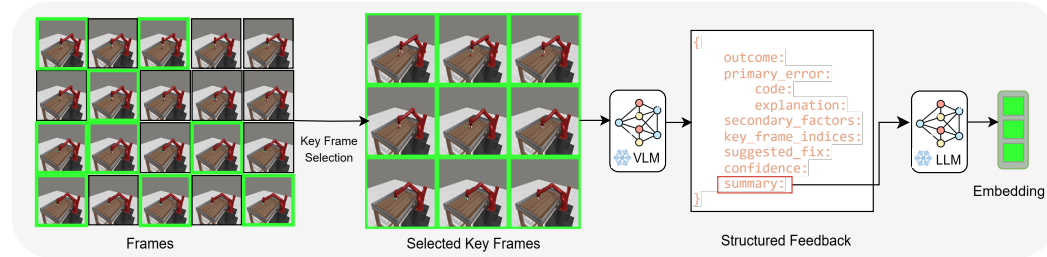 Frames
Key Frame
Selection
Selected Key Frames
VLM
{
outcome:
primary_error:
code:
explanation:
secondary_factors:
key_frame_indices:
suggested_fix:
confidence:
summary:
}
Structured Feedback
LLM
Embedding